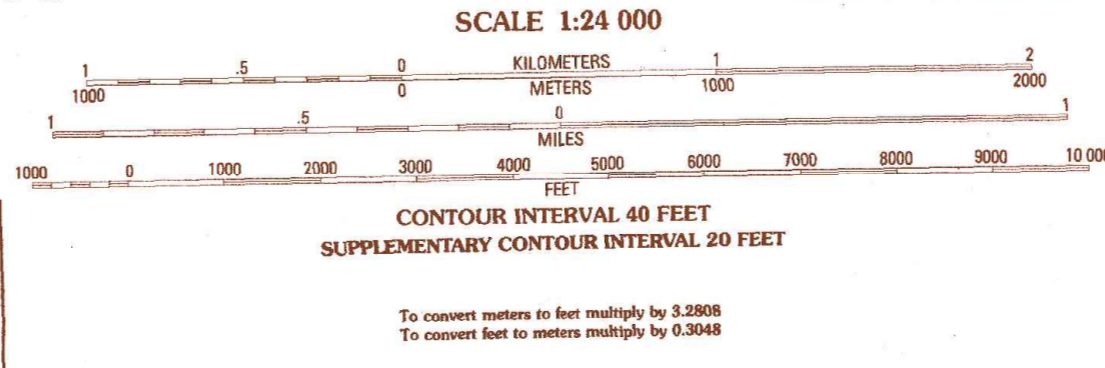 SCALE 1:24 000
1 .5 0 KILOMETERS 1 2
1000 0 METERS 1000 2000
1 .5 0 1
MILES
1000 0 1000 2000 3000 4000 5000 6000 7000 8000 9000 10 000
FEET
CONTOUR INTERVAL 40 FEET
SUPPLEMENTARY CONTOUR INTERVAL 20 FEET
To convert meters to feet multiply by 3.2808
To convert feet to meters multiply by 0.3048